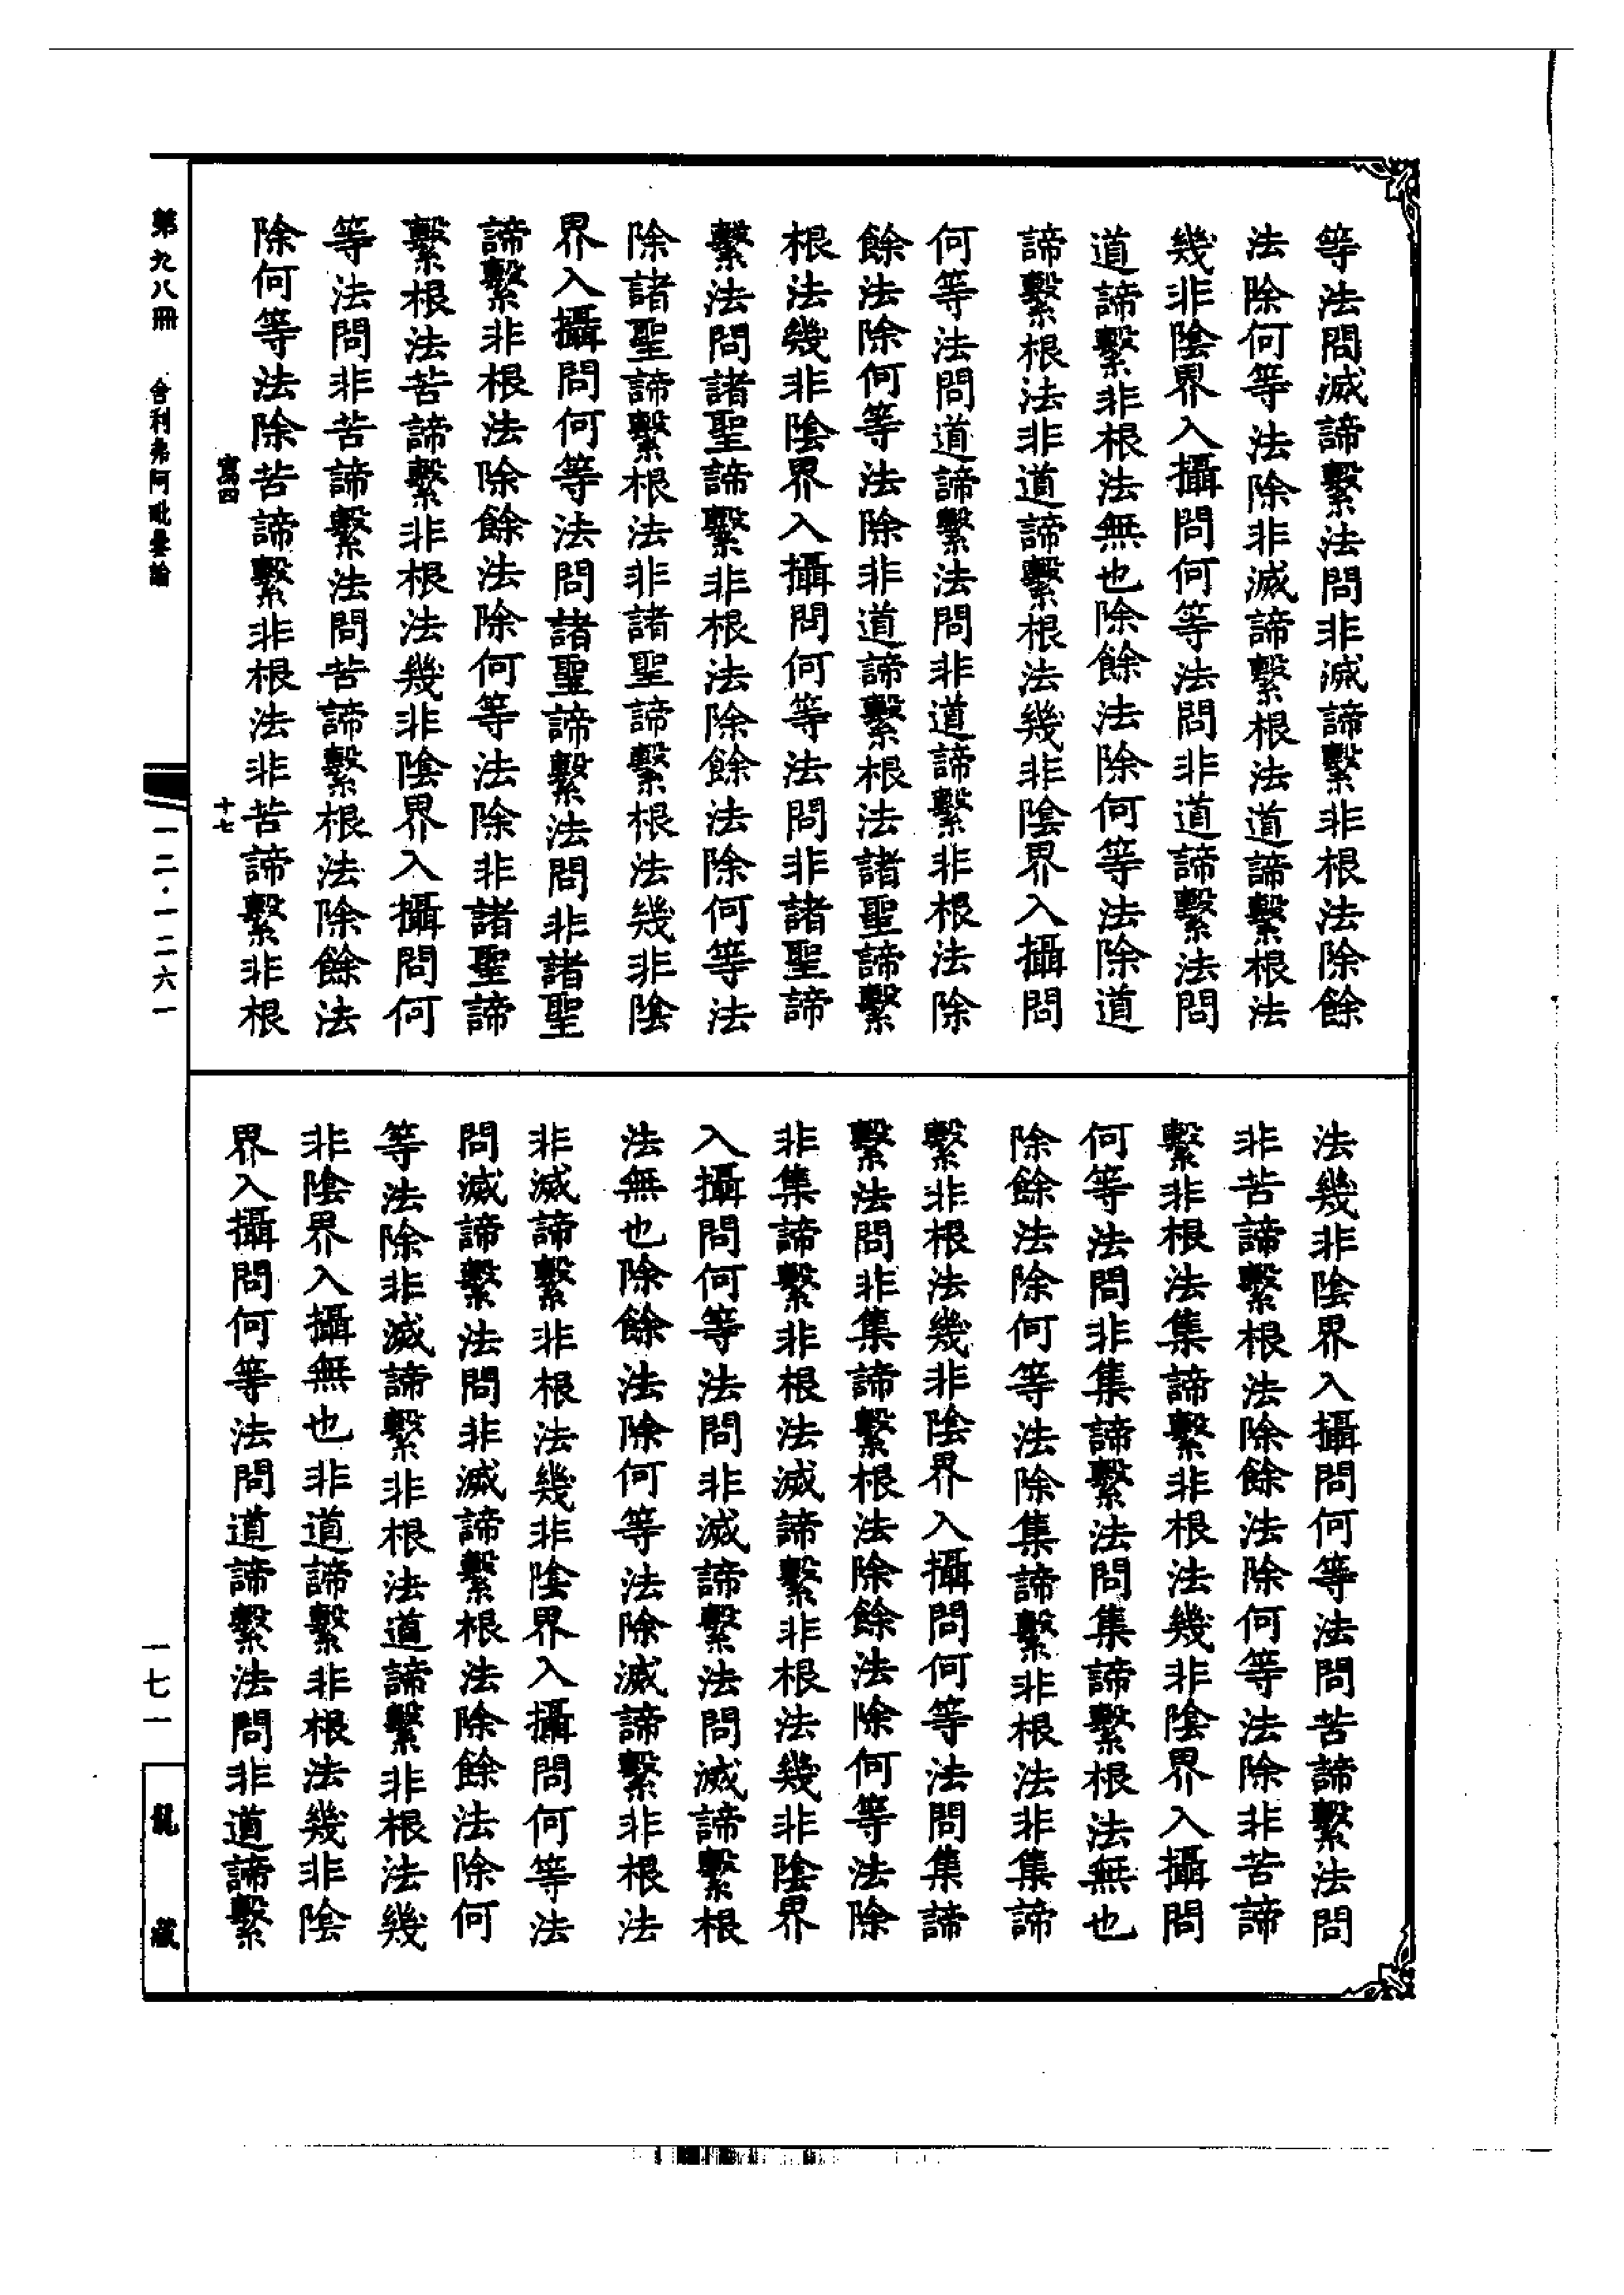 等法問滅諦繫法問非滅諦繫非根法除餘
法除何等法除非滅諦繫根法道諦繫根法
幾非陰界入攝問何等法問非道諦繫法問
道諦繫非根法無也除餘法除何等法除道
諦繫根法非道諦繫根法幾非陰界入攝問
何等法問道諦繫法問非道諦繫非根法除
餘法除何等法除非道諦繫根法諸聖諦繫
根法幾非陰界入攝問何等法問非諸聖諦
繫法問諸聖諦繫非根法除餘法除何等法
除諸聖諦繫根法非諸聖諦繫根法幾非陰
界入攝問何等法問諸聖諦繫法問非諸聖
諦繫非根法除餘法除何等法除非諸聖諦
繫根法苦諦繫非根法幾非陰界入攝問何
等法問非苦諦繫法問苦諦繫根法除餘法
除何等法除苦諦繫非根法非苦諦繫非根
寫四
十七
法幾非陰界入攝問何等法問苦諦繫法問
非苦諦繫根法除餘法除何等法除非苦諦
繫非根法集諦繫非根法幾非陰界入攝問
何等法問非集諦繫法問集諦繫根法無也
除餘法除何等法除集諦繫非根法非集諦
繫非根法幾非陰界入攝問何等法問集諦
繫法問非集諦繫根法除餘法除何等法除
非集諦繫非根法滅諦繫非根法幾非陰界
入攝問何等法問非滅諦繫法問滅諦繫根
法無也除餘法除何等法除滅諦繫非根法
非滅諦繫非根法幾非陰界入攝問何等法
問滅諦繫法問非滅諦繫根法除餘法除何
等法除非滅諦繫非根法道諦繫非根法幾
非陰界入攝無也非道諦繫非根法幾非陰
界入攝問何等法問道諦繫法問非道諦繫
第九八冊
舍利弗阿毗曇論
一二·一二六一
一七一
龍藏